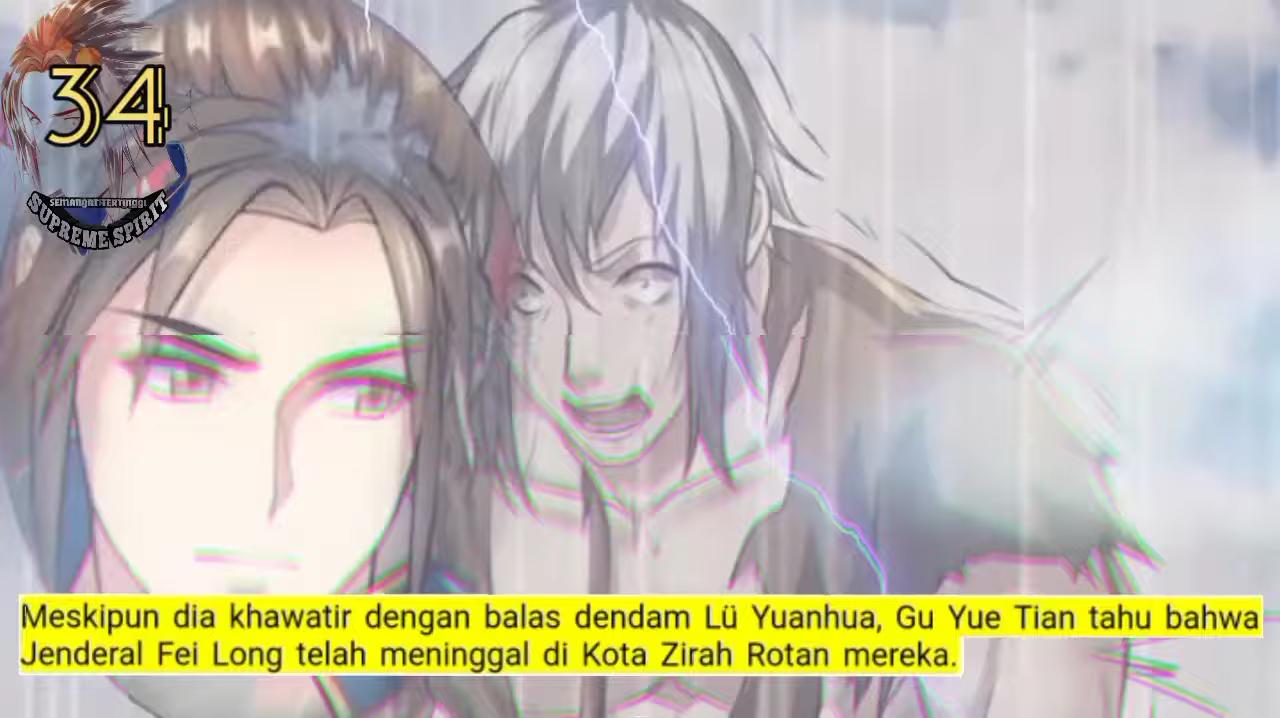 34
SEMANGAT TERTINGGI
SUPREME SPIRIT
Meskipun dia khawatir dengan balas dendam Lü Yuanhua, Gu Yue Tian tahu bahwa
Jenderal Fei Long telah meninggal di Kota Zirah Rotan mereka.